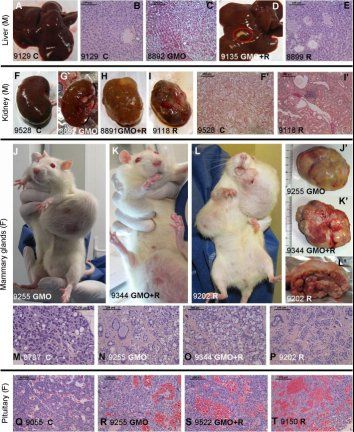 Liver (M)
A
9129 C
B
9129 C
C
8892 GMO
D
9135 GMO+R
E
8899 R
Kidney (M)
F
9528 C
G'
GMO
H
8891GMO+R
I
9118 R
F'
9528 C
I'
9118 R
Mammary glands (F)
J
9255 GMO
K
9344 GMO+R
L
9202 R
J'
9255 GMO
K'
9344 GMO+R
L'
9202 R
M
8787 C
N
9255 GMO
O
9344 GMO+R
P
9202 R
Pituitary (F)
Q
9055 C
R
9255 GMO
S
9522 GMO+R
T
9150 R